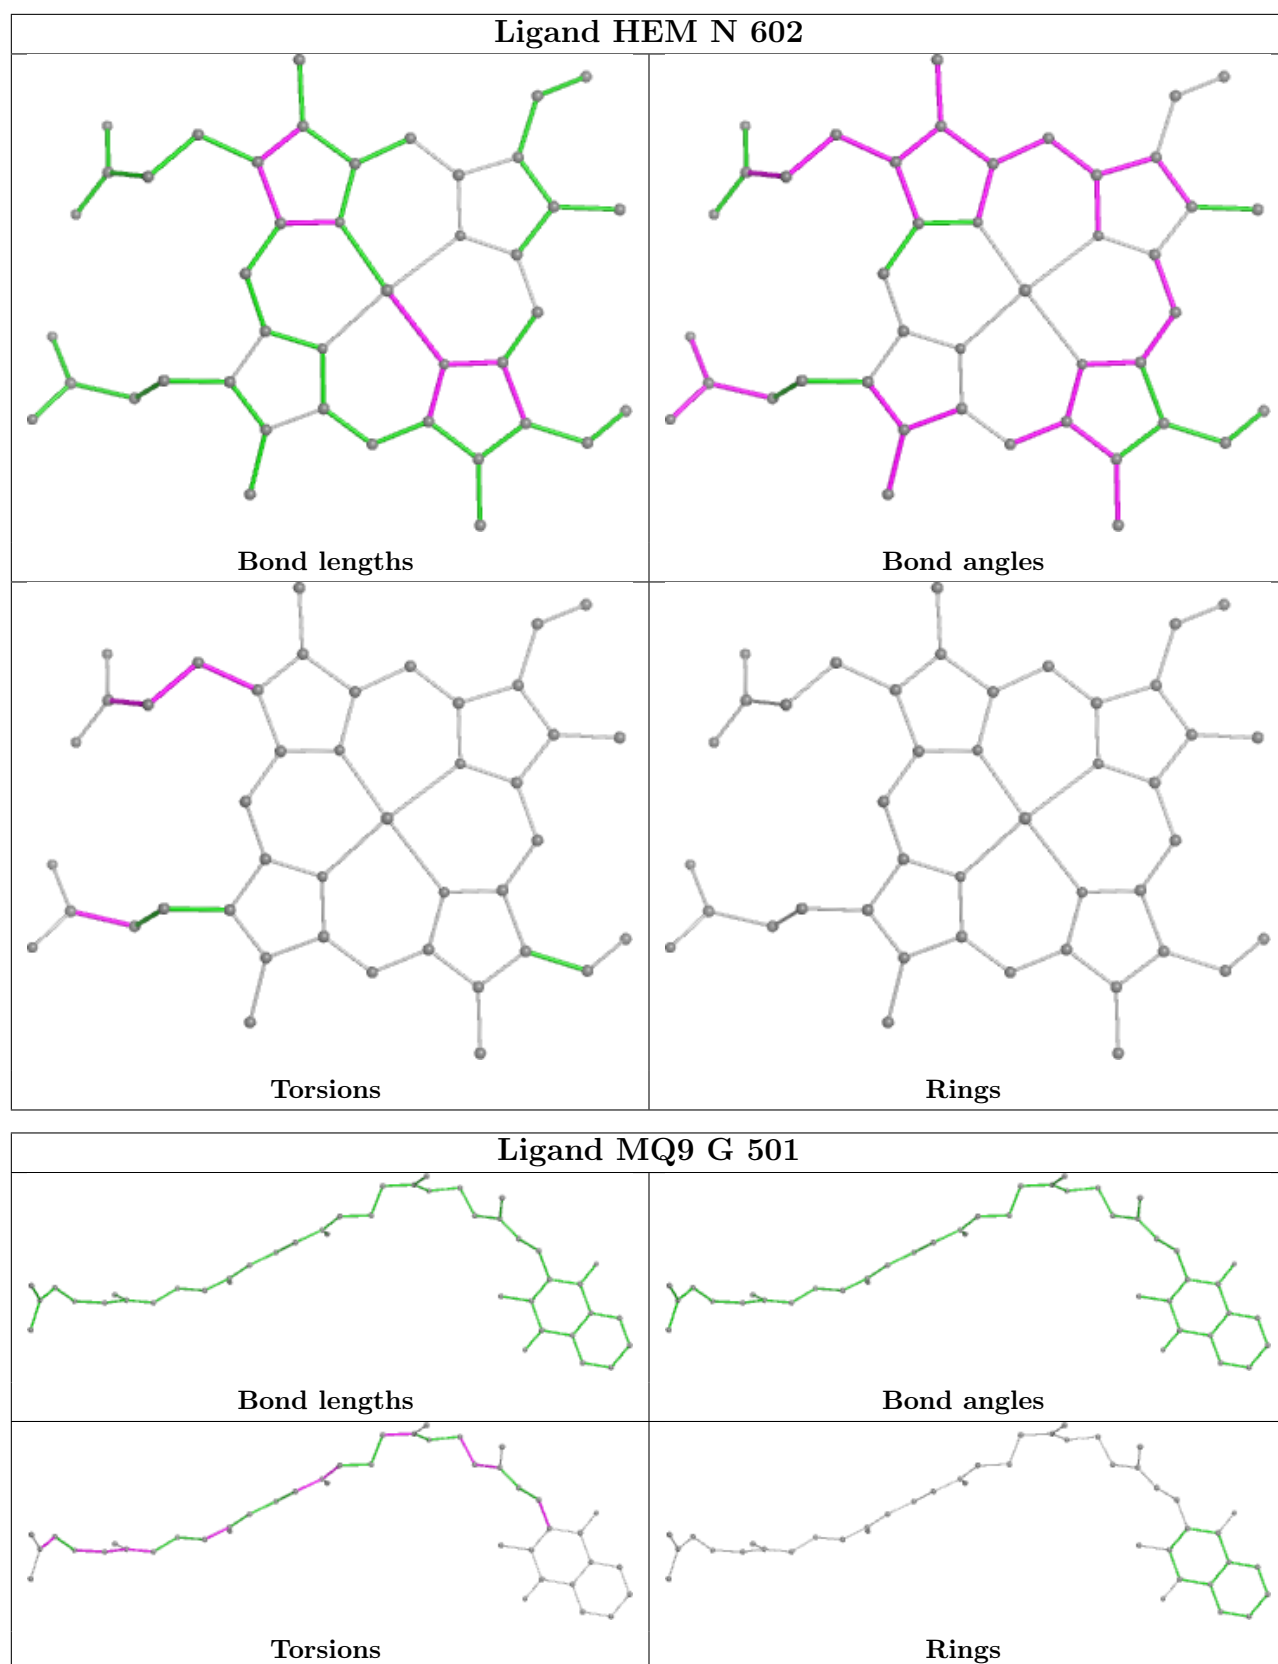 Ligand HEM N 602
Bond lengths
Bond angles
Torsions
Rings
Ligand MQ9 G 501
Bond lengths
Bond angles
Torsions
Rings